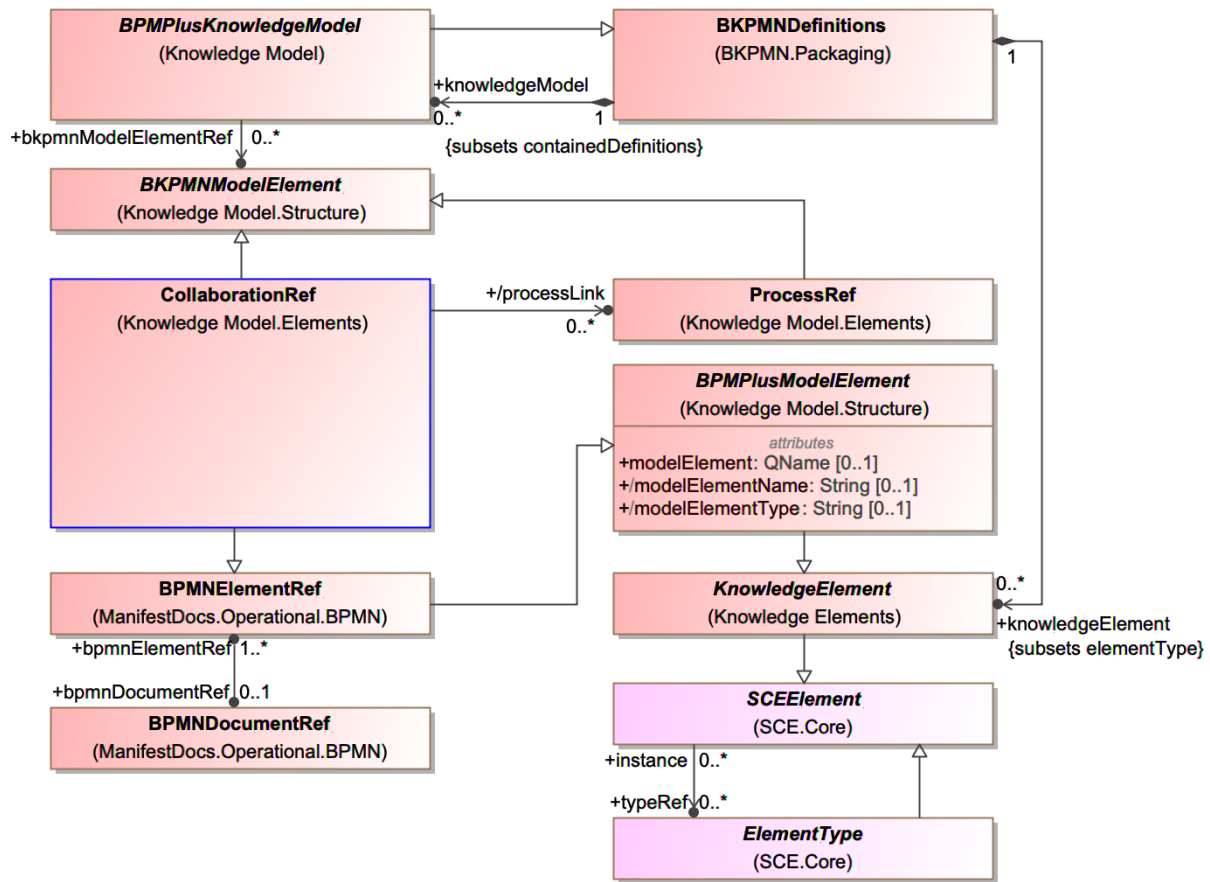 BPMPlusKnowledgeModel
(Knowledge Model)
BKPMNDefinitions
(BKPMN.Packaging)
1
+knowledgeModel
0..*
1
{subsets containedDefinitions}
+bkpmnModelElementRef 0..*
BKPMNModelElement
(Knowledge Model.Structure)
CollaborationRef
(Knowledge Model.Elements)
+/processLink
0..*
ProcessRef
(Knowledge Model.Elements)
BPMPlusModelElement
(Knowledge Model.Structure)
attributes
+modelElement: QName [0..1]
+/modelElementName: String [0..1]
+/modelElementType: String [0..1]
BPMNElementRef
(ManifestDocs.Operational.BPMN)
KnowledgeElement
(Knowledge Elements)
0..*
+knowledgeElement
{subsets elementType}
+bpmnElementRef 1..*
+bpmnDocumentRef 0..1
BPMNDocumentRef
(ManifestDocs.Operational.BPMN)
SCEElement
(SCE.Core)
+instance 0..*
+typeRef 0..*
ElementType
(SCE.Core)